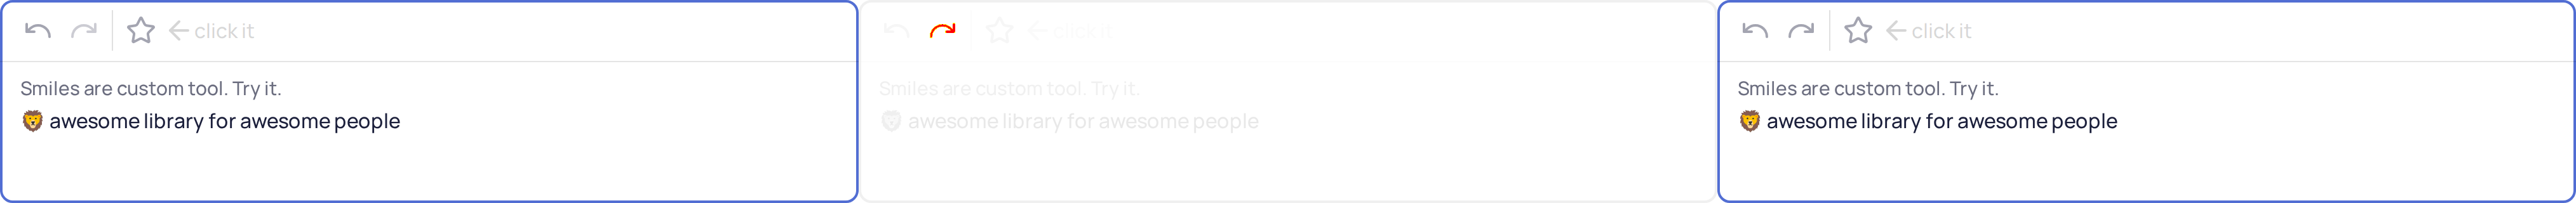 ← click it
Smiles are custom tool. Try it.
🦁 awesome library for awesome people
← click it
Smiles are custom tool. Try it.
awesome library for awesome people
← click it
Smiles are custom tool. Try it.
🦁 awesome library for awesome people